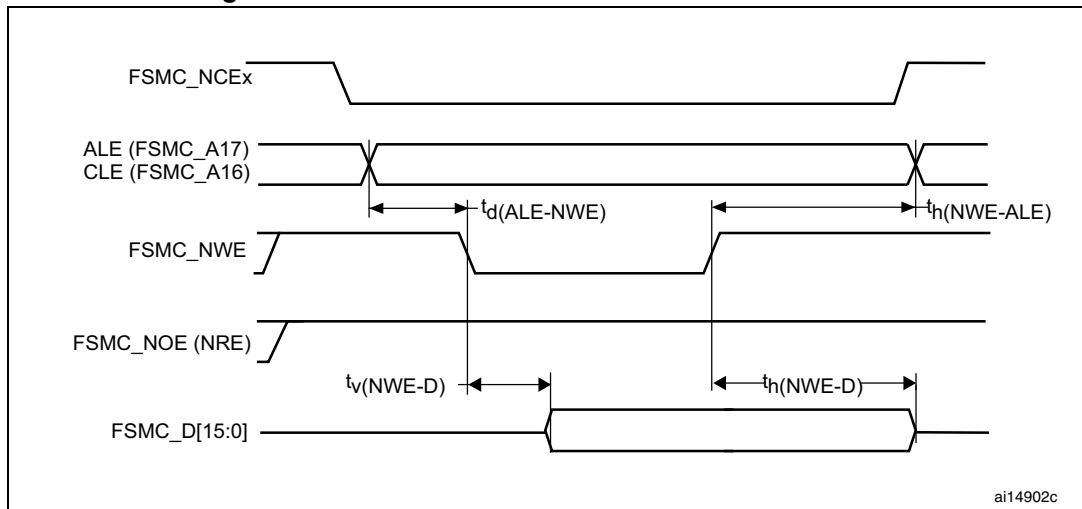 FSMC_NCEx
ALE (FSMC_A17)
CLE (FSMC_A16)
td(ALE-NWE)
th(NWE-ALE)
FSMC_NWE
FSMC_NOE (NRE)
tv(NWE-D)
th(NWE-D)
FSMC_D[15:0]
ai14902c